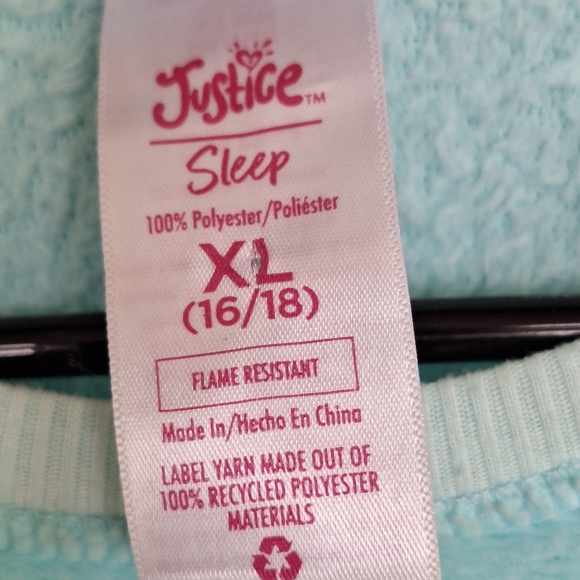 Justice™
Sleep
100% Polyester/Poliéster
XL
(16/18)
FLAME RESISTANT
Made In/Hecho En China
LABEL YARN MADE OUT OF
100% RECYCLED POLYESTER
MATERIALS